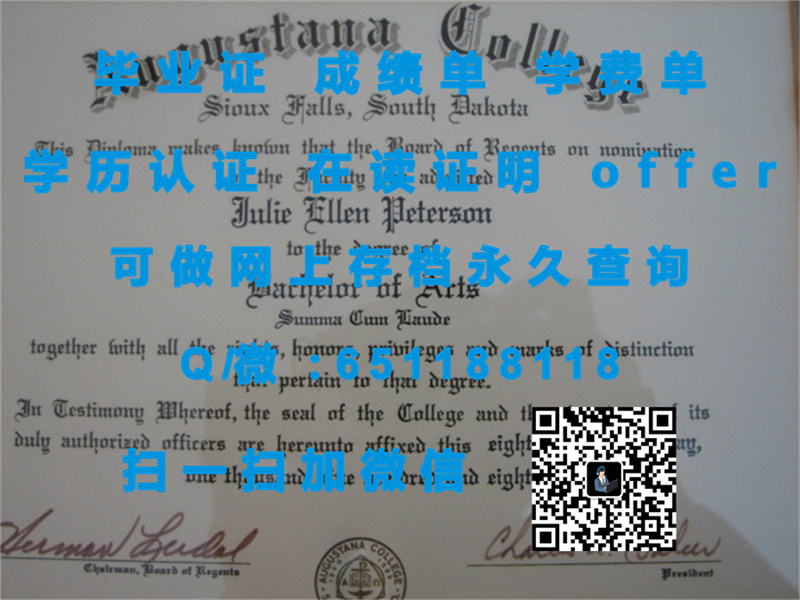 Augustana College
毕业证 成绩单 学费单
Sioux Falls, South Dakota
This Diploma makes known that the Board of Regents on nomination
学历认证 在读证明 offer
the Faculty admitted
Julie Ellen Peterson
to the degree of
可做网上存档永久查询
Bachelor of Arts
Summa Cum Laude
together with all the rights, honors, privileges and marks of distinction
Q/微:651188118
that pertain to that degree.
In Testimony Whereof, the seal of the College and of its
duly authorized officers are hereunto affixed this
扫一扫加微信
one thousand
Chairman, Board of Regents
AUGUSTANA COLLEGE
President